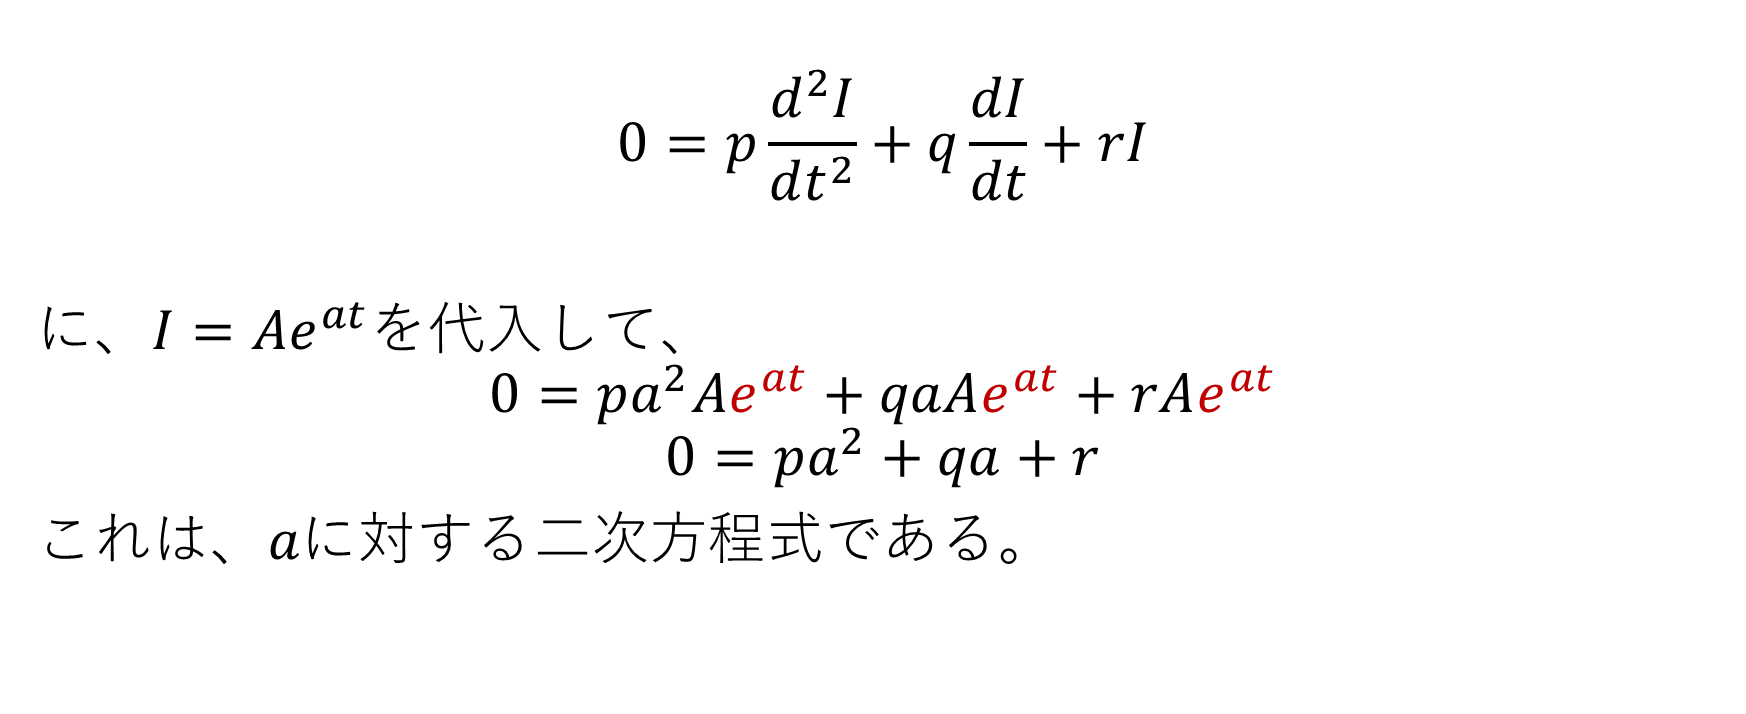 0 = p d²I/dt² + q dI/dt + rI
に、I = Ae^{at}を代入して、
0 = pa²Ae^{at} + qaAe^{at} + rAe^{at}
0 = pa² + qa + r
これは、aに対する二次方程式である。